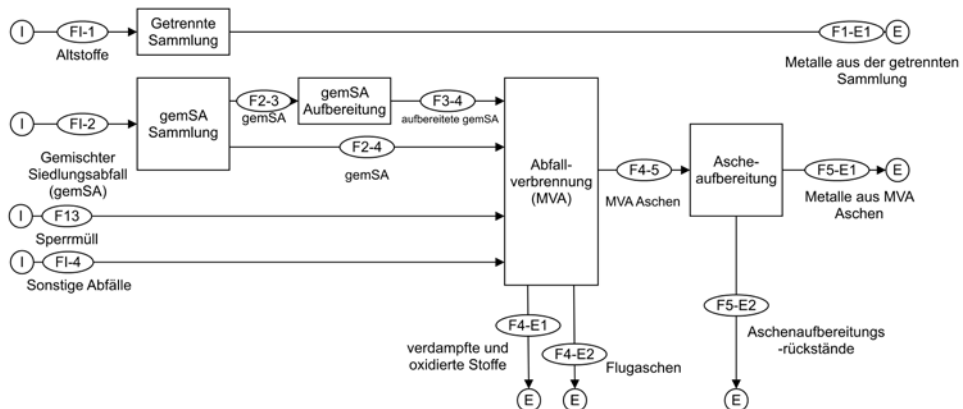 I
FI-1
Altstoffe
Getrennte
Sammlung
F1-E1
E
Metalle aus der getrennten
Sammlung
I
FI-2
Gemischter
Siedlungsabfall
(gemSA)
gemSA
Sammlung
F2-3
gemSA
gemSA
Aufbereitung
F3-4
aufbereitete gemSA
F2-4
gemSA
I
F13
Sperrmüll
I
FI-4
Sonstige Abfälle
Abfall-
verbrennung
(MVA)
F4-5
MVA Aschen
Asche-
aufbereitung
F5-E1
E
Metalle aus MVA
Aschen
F4-E1
verdampfte und
oxidierte Stoffe
E
F4-E2
Flugaschen
E
F5-E2
Aschenaufbereitungs
-rückstände
E